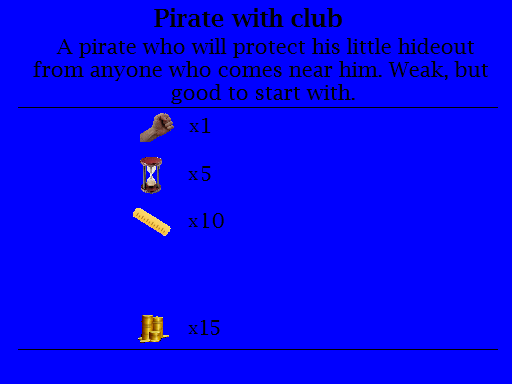 Pirate with club
A pirate who will protect his little hideout
from anyone who comes near him. Weak, but
good to start with.
x1
x5
x10
x15